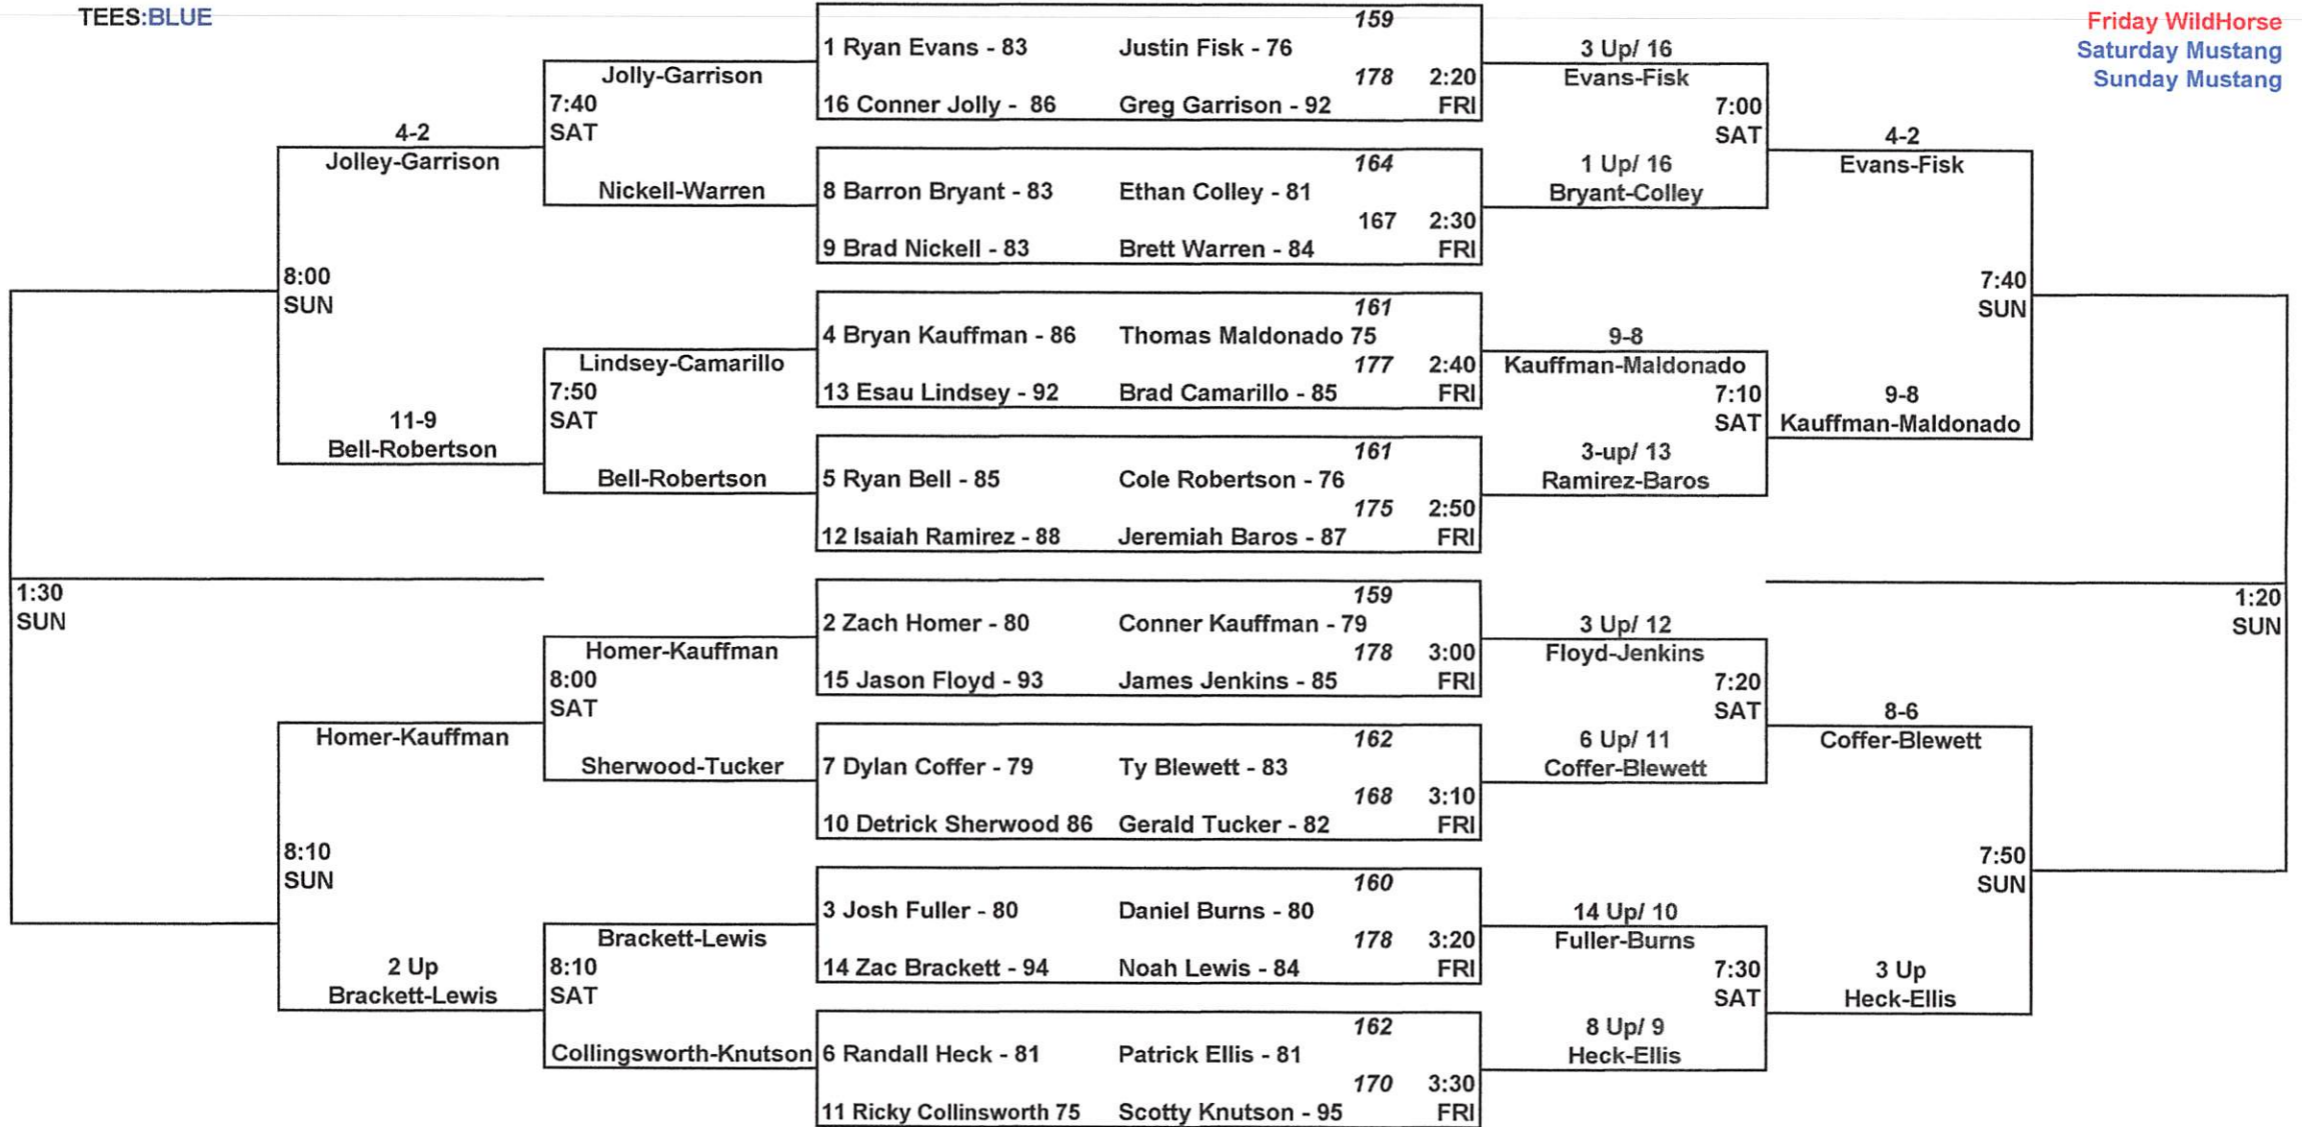 TEES:BLUE
Friday WildHorse
Saturday Mustang
Sunday Mustang
159
1 Ryan Evans - 83 Justin Fisk - 76
178 2:20
16 Conner Jolly - 86 Greg Garrison - 92 FRI
164
8 Barron Bryant - 83 Ethan Colley - 81
167 2:30
9 Brad Nickell - 83 Brett Warren - 84 FRI
161
4 Bryan Kauffman - 86 Thomas Maldonado 75
177 2:40
13 Esau Lindsey - 92 Brad Camarillo - 85 FRI
161
5 Ryan Bell - 85 Cole Robertson - 76
175 2:50
12 Isaiah Ramirez - 88 Jeremiah Baros - 87 FRI
159
2 Zach Homer - 80 Conner Kauffman - 79
178 3:00
15 Jason Floyd - 93 James Jenkins - 85 FRI
162
7 Dylan Coffer - 79 Ty Blewett - 83
168 3:10
10 Detrick Sherwood 86 Gerald Tucker - 82 FRI
160
3 Josh Fuller - 80 Daniel Burns - 80
178 3:20
14 Zac Brackett - 94 Noah Lewis - 84 FRI
162
6 Randall Heck - 81 Patrick Ellis - 81
170 3:30
11 Ricky Collinsworth 75 Scotty Knutson - 95 FRI
Jolly-Garrison
7:40
SAT
Nickell-Warren
Lindsey-Camarillo
7:50
SAT
Bell-Robertson
Homer-Kauffman
8:00
SAT
Sherwood-Tucker
Brackett-Lewis
8:10
SAT
Collingsworth-Knutson
4-2
Jolley-Garrison
8:00
SUN
11-9
Bell-Robertson
Homer-Kauffman
8:10
SUN
2 Up
Brackett-Lewis
1:30
SUN
3 Up/ 16
Evans-Fisk
7:00
SAT
1 Up/ 16
Bryant-Colley
9-8
Kauffman-Maldonado
7:10
SAT
3-up/ 13
Ramirez-Baros
3 Up/ 12
Floyd-Jenkins
7:20
SAT
6 Up/ 11
Coffer-Blewett
14 Up/ 10
Fuller-Burns
7:30
SAT
8 Up/ 9
Heck-Ellis
4-2
Evans-Fisk
7:40
SUN
9-8
Kauffman-Maldonado
8-6
Coffer-Blewett
7:50
SUN
3 Up
Heck-Ellis
1:20
SUN